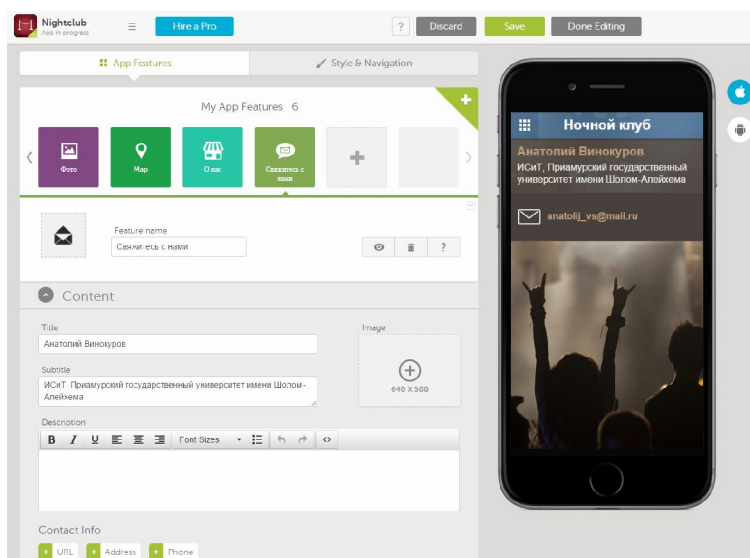 Nightclub
App in progress
Hire a Pro
?
Discard
Save
Done Editing
App Features
Style & Navigation
My App Features 6
Фото
Map
О нас
Свяжитесь с
нами
Feature name
Свяжитесь с нами
?
Content
Title
Анатолий Винокуров
Image
640 X 500
Subtitle
ИСиТ, Приамурский государственный университет имени Шолом-
Алейхема
Description
B I U
Font Sizes
Contact Info
+ URL
+ Address
+ Phone
Ночной клуб
Анатолий Винокуров
ИСиТ, Приамурский государственный
университет имени Шолом-Алейхема
anatolij_vs@mail.ru